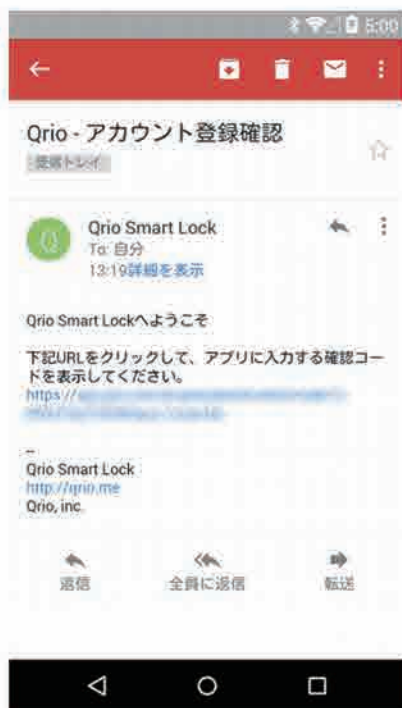 5:00
Qrio - アカウント登録確認
受信トレイ
Q
Qrio Smart Lock
To: 自分
13:19詳細を表示
Qrio Smart Lockへようこそ
下記URLをクリックして、アプリに入力する確認コー
ドを表示してください。
https://
--
Qrio Smart Lock
http://qrio.me
Qrio, inc.
返信
全員に返信
転送